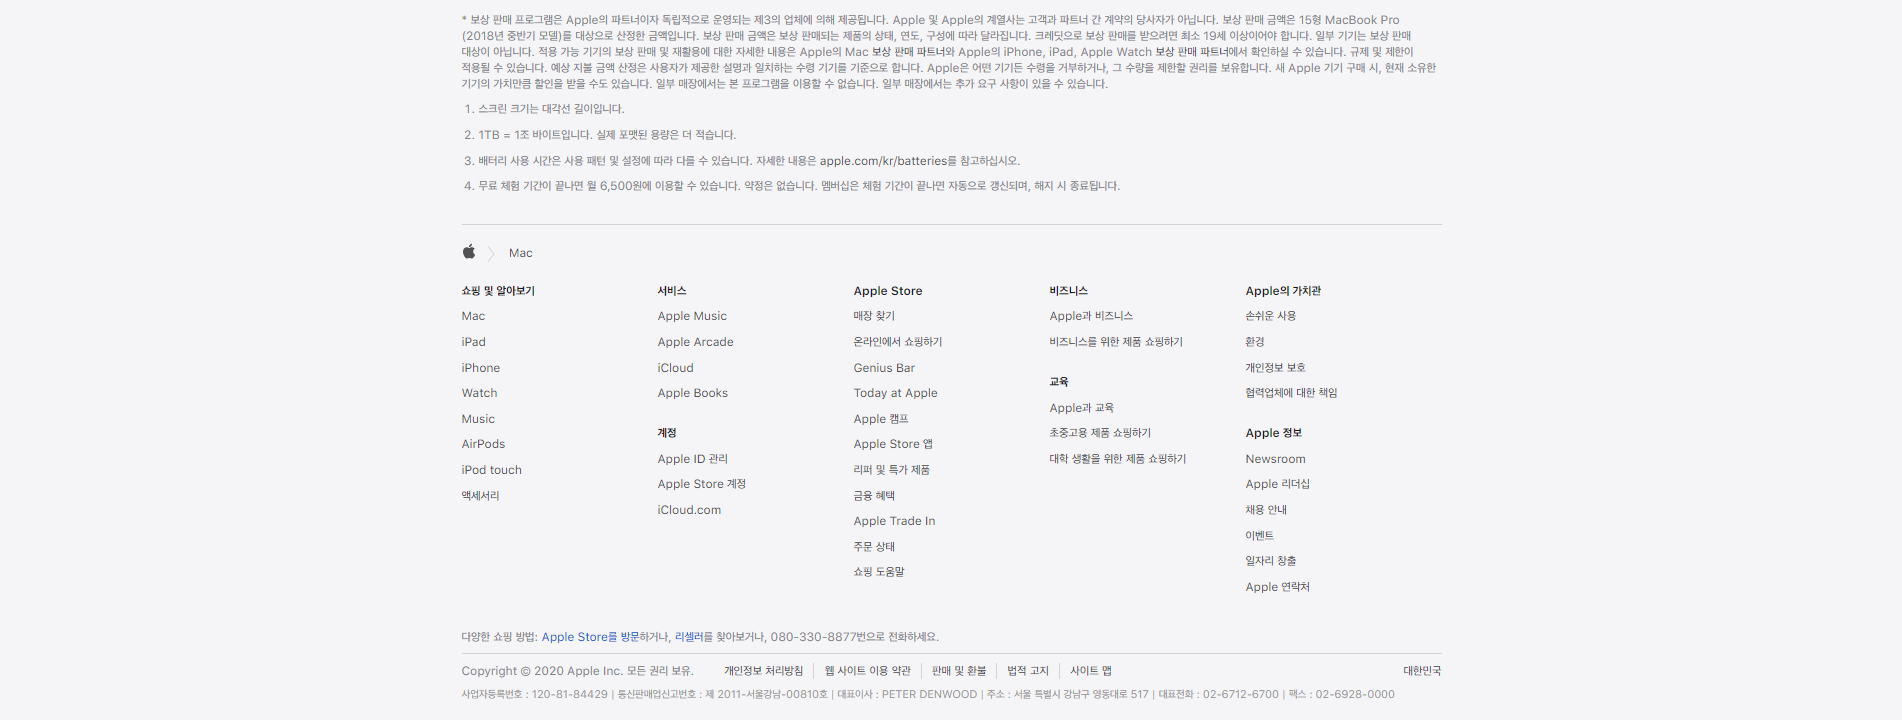 * 보상 판매 프로그램은 Apple의 파트너이자 독립적으로 운영되는 제3의 업체에 의해 제공됩니다. Apple 및 Apple의 계열사는 고객과 파트너 간 계약의 당사자가 아닙니다. 보상 판매 금액은 15형 MacBook Pro
(2018년 중반기 모델)를 대상으로 산정한 금액입니다. 보상 판매 금액은 보상 판매되는 제품의 상태, 연도, 구성에 따라 달라집니다. 크레딧으로 보상 판매를 받으려면 최소 19세 이상이어야 합니다. 일부 기기는 보상 판매
대상이 아닙니다. 적용 가능 기기의 보상 판매 및 재활용에 대한 자세한 내용은 Apple의 Mac 보상 판매 파트너와 Apple의 iPhone, iPad, Apple Watch 보상 판매 파트너에서 확인하실 수 있습니다. 규제 및 제한이
적용될 수 있습니다. 예상 지불 금액 산정은 사용자가 제공한 설명과 일치하는 수령 기기를 기준으로 합니다. Apple은 어떤 기기든 수령을 거부하거나, 그 수량을 제한할 권리를 보유합니다. 새 Apple 기기 구매 시, 현재 소유한
기기의 가치만큼 할인을 받을 수도 있습니다. 일부 매장에서는 본 프로그램을 이용할 수 없습니다. 일부 매장에서는 추가 요구 사항이 있을 수 있습니다.
1. 스크린 크기는 대각선 길이입니다.
2. 1TB = 1조 바이트입니다. 실제 포맷된 용량은 더 적습니다.
3. 배터리 사용 시간은 사용 패턴 및 설정에 따라 다를 수 있습니다. 자세한 내용은 apple.com/kr/batteries를 참고하십시오.
4. 무료 체험 기간이 끝나면 월 6,500원에 이용할 수 있습니다. 약정은 없습니다. 멤버십은 체험 기간이 끝나면 자동으로 갱신되며, 해지 시 종료됩니다.
Mac
쇼핑 및 알아보기
Mac
iPad
iPhone
Watch
Music
AirPods
iPod touch
액세서리
서비스
Apple Music
Apple Arcade
iCloud
Apple Books
계정
Apple ID 관리
Apple Store 계정
iCloud.com
Apple Store
매장 찾기
온라인에서 쇼핑하기
Genius Bar
Today at Apple
Apple 캠프
Apple Store 앱
리퍼 및 특가 제품
금융 혜택
Apple Trade In
주문 상태
쇼핑 도움말
비즈니스
Apple과 비즈니스
비즈니스를 위한 제품 쇼핑하기
교육
Apple과 교육
초중고용 제품 쇼핑하기
대학 생활을 위한 제품 쇼핑하기
Apple의 가치관
손쉬운 사용
환경
개인정보 보호
협력업체에 대한 책임
Apple 정보
Newsroom
Apple 리더십
채용 안내
이벤트
일자리 창출
Apple 연락처
다양한 쇼핑 방법: Apple Store를 방문하거나, 리셀러를 찾아보거나, 080-330-8877번으로 전화하세요.
Copyright © 2020 Apple Inc. 모든 권리 보유. 개인정보 처리방침 | 웹 사이트 이용 약관 | 판매 및 환불 | 법적 고지 | 사이트 맵 대한민국
사업자등록번호 : 120-81-84429 | 통신판매업신고번호 : 제 2011-서울강남-00810호 | 대표이사 : PETER DENWOOD | 주소 : 서울 특별시 강남구 영동대로 517 | 대표전화 : 02-6712-6700 | 팩스 : 02-6928-0000